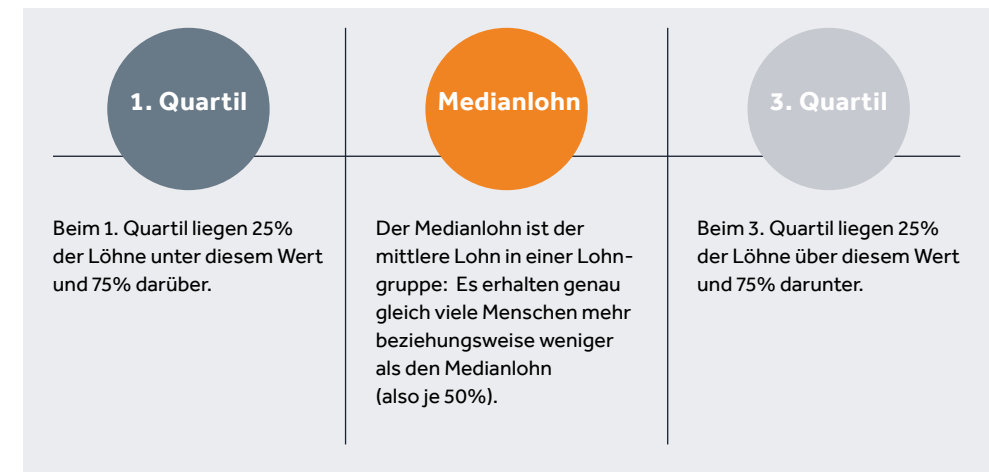 1. Quartil
Beim 1. Quartil liegen 25%
der Löhne unter diesem Wert
und 75% darüber.
Medianlohn
Der Medianlohn ist der
mittlere Lohn in einer Lohn-
gruppe:  Es erhalten genau
gleich viele Menschen mehr
beziehungsweise weniger
als den Medianlohn
(also je 50%).
3. Quartil
Beim 3. Quartil liegen 25%
der Löhne über diesem Wert
und 75% darunter.